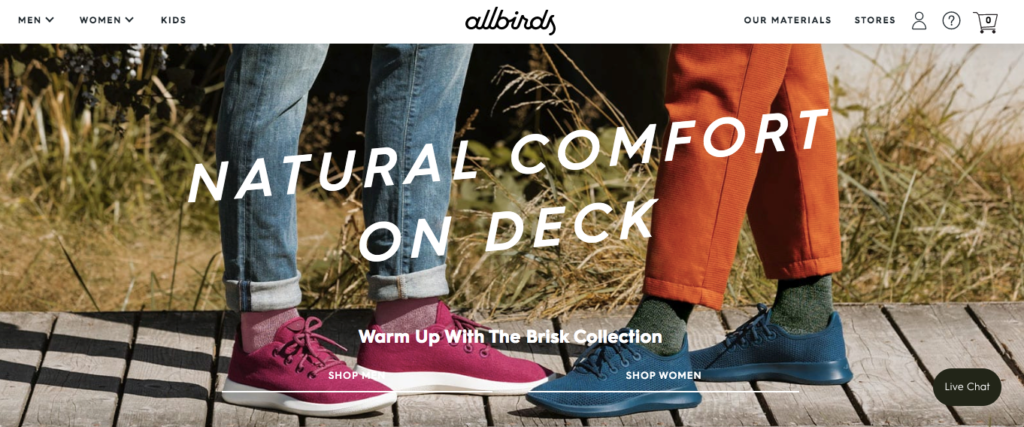 MEN
WOMEN
KIDS
allbirds
OUR MATERIALS
STORES
?
0
NATURAL COMFORT
ON DECK
Warm Up With The Brisk Collection
SHOP MEN
SHOP WOMEN
Live Chat